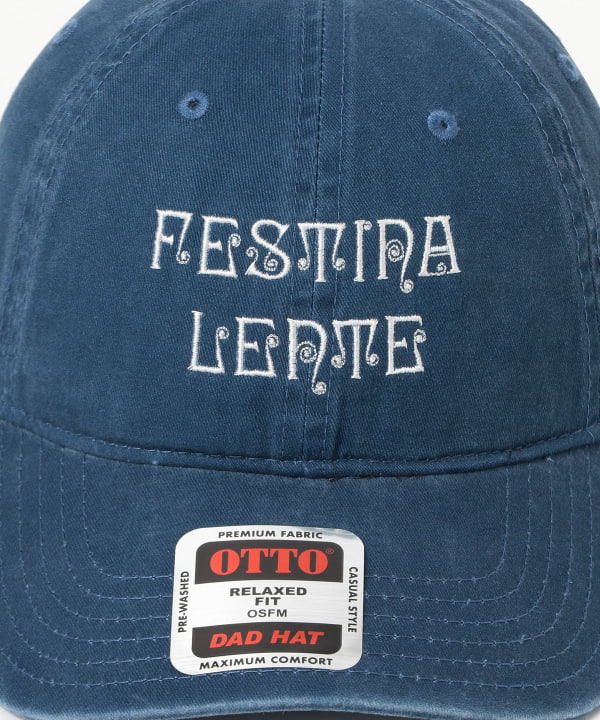 FESTINA
LENTE
PREMIUM FABRIC
OTTO®
PRE-WASHED
RELAXED
FIT
OSFM
CASUAL STYLE
DAD HAT
MAXIMUM COMFORT